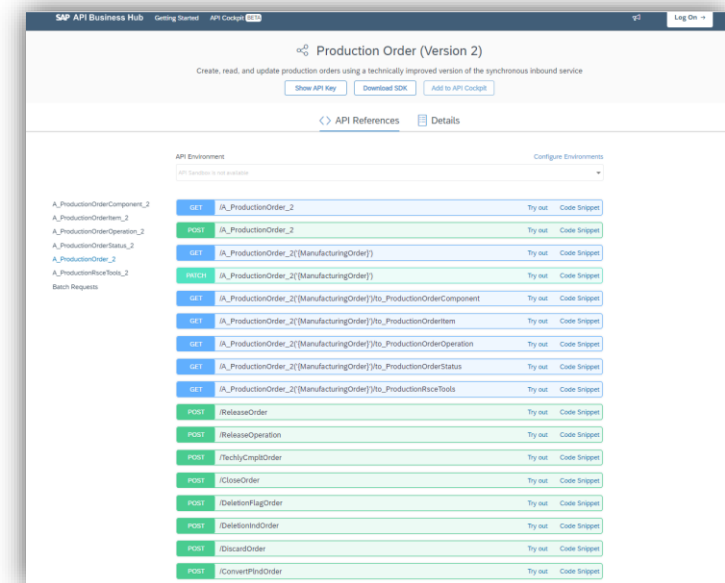 SAP API Business Hub Getting Started API Cockpit BETA Log On →
Production Order (Version 2)
Create, read, and update production orders using a technically improved version of the synchronous inbound service
Show API Key Download SDK Add to API Cockpit
<> API References Details
API Environment Configure Environments
API Sandbox is not available
A_ProductionOrderComponent_2
A_ProductionOrderItem_2
A_ProductionOrderOperation_2
A_ProductionOrderStatus_2
A_ProductionOrder_2
A_ProductionRsceTools_2
Batch Requests
GET /A_ProductionOrder_2 Try out Code Snippet
POST /A_ProductionOrder_2 Try out Code Snippet
GET /A_ProductionOrder_2('{ManufacturingOrder}') Try out Code Snippet
PATCH /A_ProductionOrder_2('{ManufacturingOrder}') Try out Code Snippet
GET /A_ProductionOrder_2('{ManufacturingOrder}')/to_ProductionOrderComponent Try out Code Snippet
GET /A_ProductionOrder_2('{ManufacturingOrder}')/to_ProductionOrderItem Try out Code Snippet
GET /A_ProductionOrder_2('{ManufacturingOrder}')/to_ProductionOrderOperation Try out Code Snippet
GET /A_ProductionOrder_2('{ManufacturingOrder}')/to_ProductionOrderStatus Try out Code Snippet
GET /A_ProductionOrder_2('{ManufacturingOrder}')/to_ProductionRsceTools Try out Code Snippet
POST /ReleaseOrder Try out Code Snippet
POST /ReleaseOperation Try out Code Snippet
POST /TechlyCmpltOrder Try out Code Snippet
POST /CloseOrder Try out Code Snippet
POST /DeletionFlagOrder Try out Code Snippet
POST /DeletionIndOrder Try out Code Snippet
POST /DiscardOrder Try out Code Snippet
POST /ConvertPlndOrder Try out Code Snippet